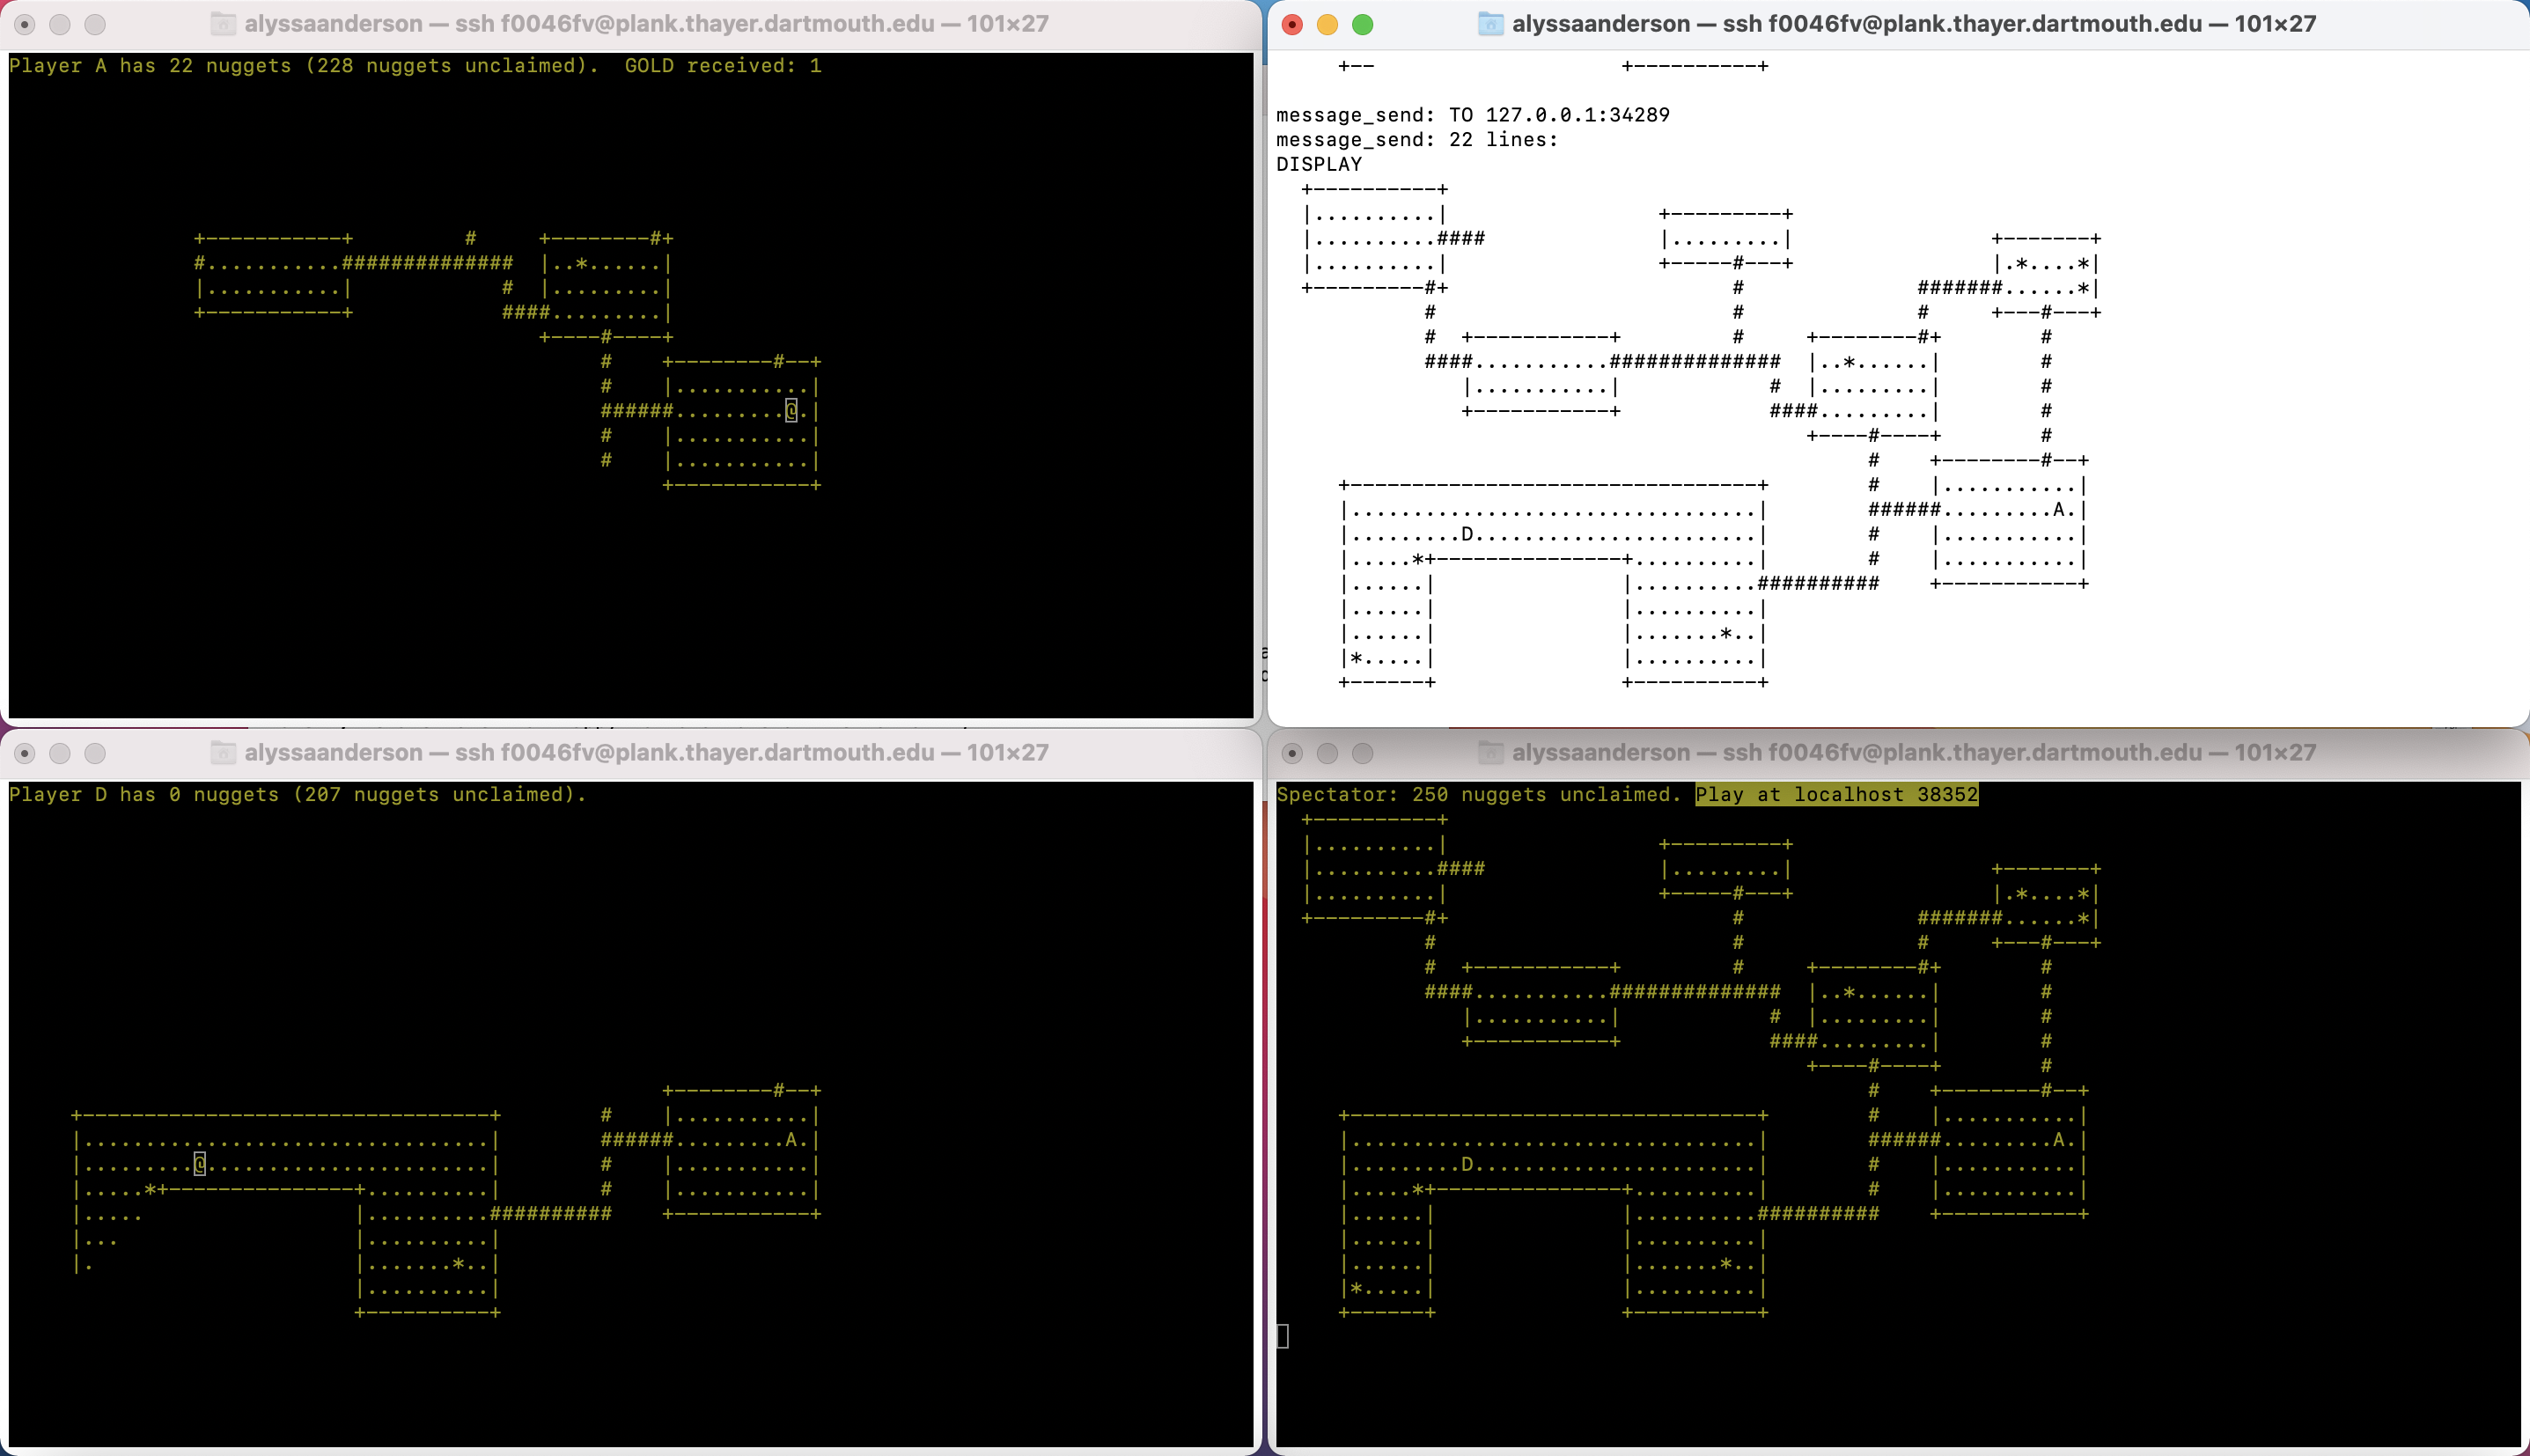 alyssaanderson — ssh f0046fv@plank.thayer.dartmouth.edu — 101×27
Player A has 22 nuggets (228 nuggets unclaimed).  GOLD received: 1
alyssaanderson — ssh f0046fv@plank.thayer.dartmouth.edu — 101×27
message_send: TO 127.0.0.1:34289
message_send: 22 lines:
DISPLAY
D
A
alyssaanderson — ssh f0046fv@plank.thayer.dartmouth.edu — 101×27
Player D has 0 nuggets (207 nuggets unclaimed).
A
alyssaanderson — ssh f0046fv@plank.thayer.dartmouth.edu — 101×27
Spectator: 250 nuggets unclaimed. Play at localhost 38352
A
D